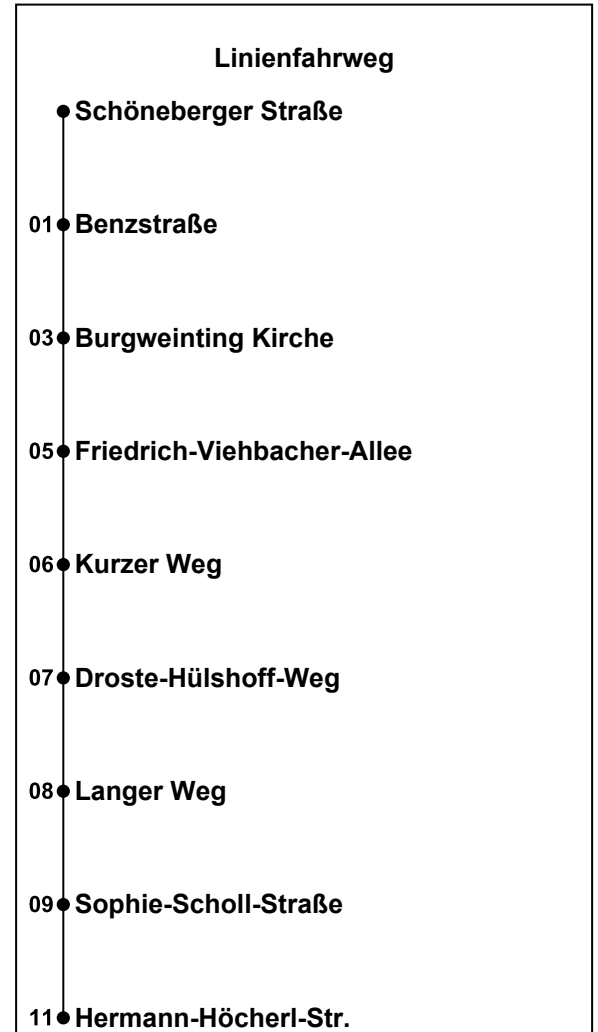 Linienfahrweg
Schöneberger Straße
01 Benzstraße
03 Burgweinting Kirche
05 Friedrich-Viehbacher-Allee
06 Kurzer Weg
07 Droste-Hülshoff-Weg
08 Langer Weg
09 Sophie-Scholl-Straße
11 Hermann-Höcherl-Str.